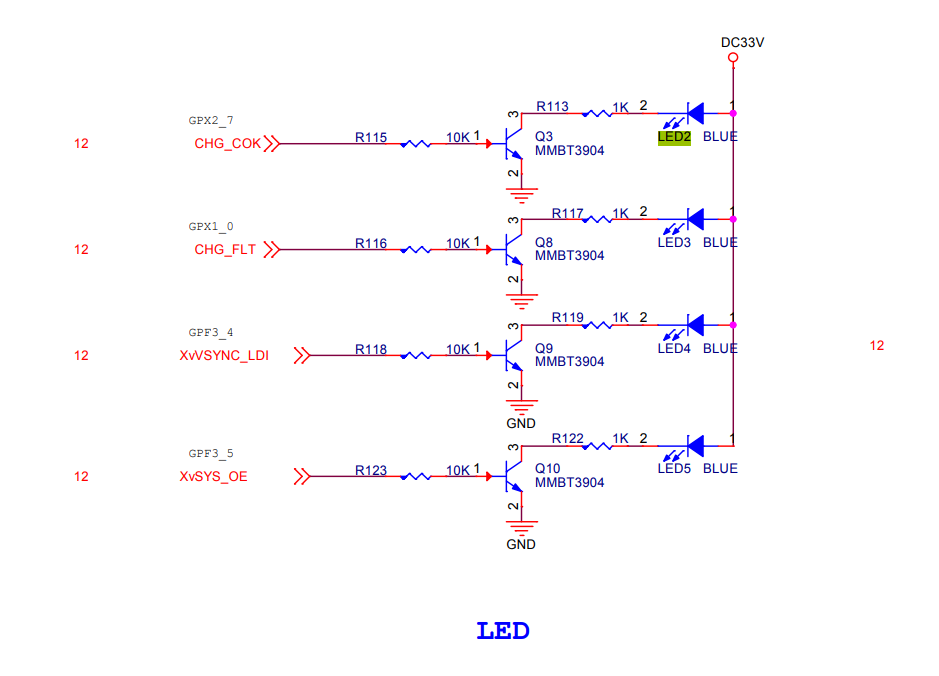 DC33V
GPX2_7
12 CHG_COK R115 10K 1 3 2 Q3 MMBT3904 R113 1K 2 LED2 BLUE 1
GPX1_0
12 CHG_FLT R116 10K 1 3 2 Q8 MMBT3904 R117 1K 2 LED3 BLUE 1
GPF3_4
12 XvVSYNC_LDI R118 10K 1 3 2 Q9 MMBT3904 R119 1K 2 LED4 BLUE 1 12
GND
GPF3_5
12 XvSYS_OE R123 10K 1 3 2 Q10 MMBT3904 R122 1K 2 LED5 BLUE 1
GND
LED